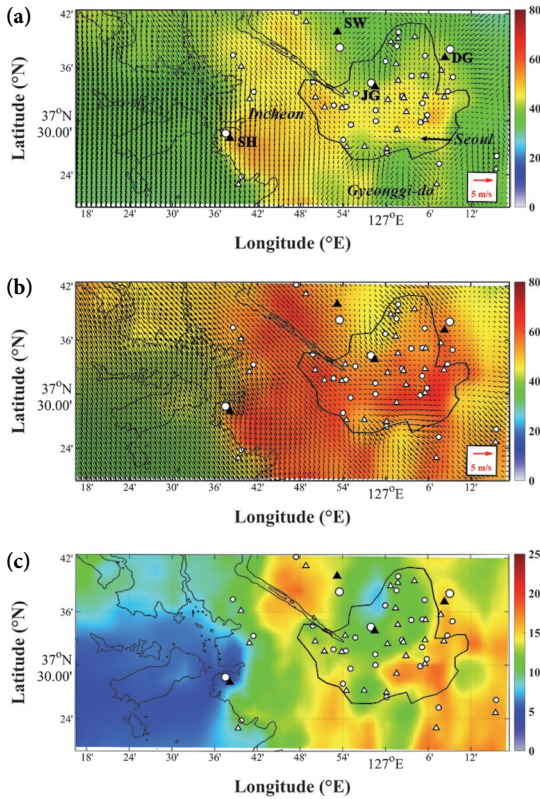 (a)
SW
DG
JG
Incheon
SH
Seoul
Gyeonggi-do
5 m/s
42'
36'
37°N
30.00'
24'
Latitude (°N)
18' 24' 30' 36' 42' 48' 54' 127°E 6' 12'
Longitude (°E)
80
60
40
20
0
(b)
5 m/s
42'
36'
37°N
30.00'
24'
Latitude (°N)
18' 24' 30' 36' 42' 48' 54' 127°E 6' 12'
Longitude (°E)
80
60
40
20
0
(c)
42'
36'
37°N
30.00'
24'
Latitude (°N)
18' 24' 30' 36' 42' 48' 54' 127°E 6' 12'
Longitude (°E)
25
20
15
10
5
0